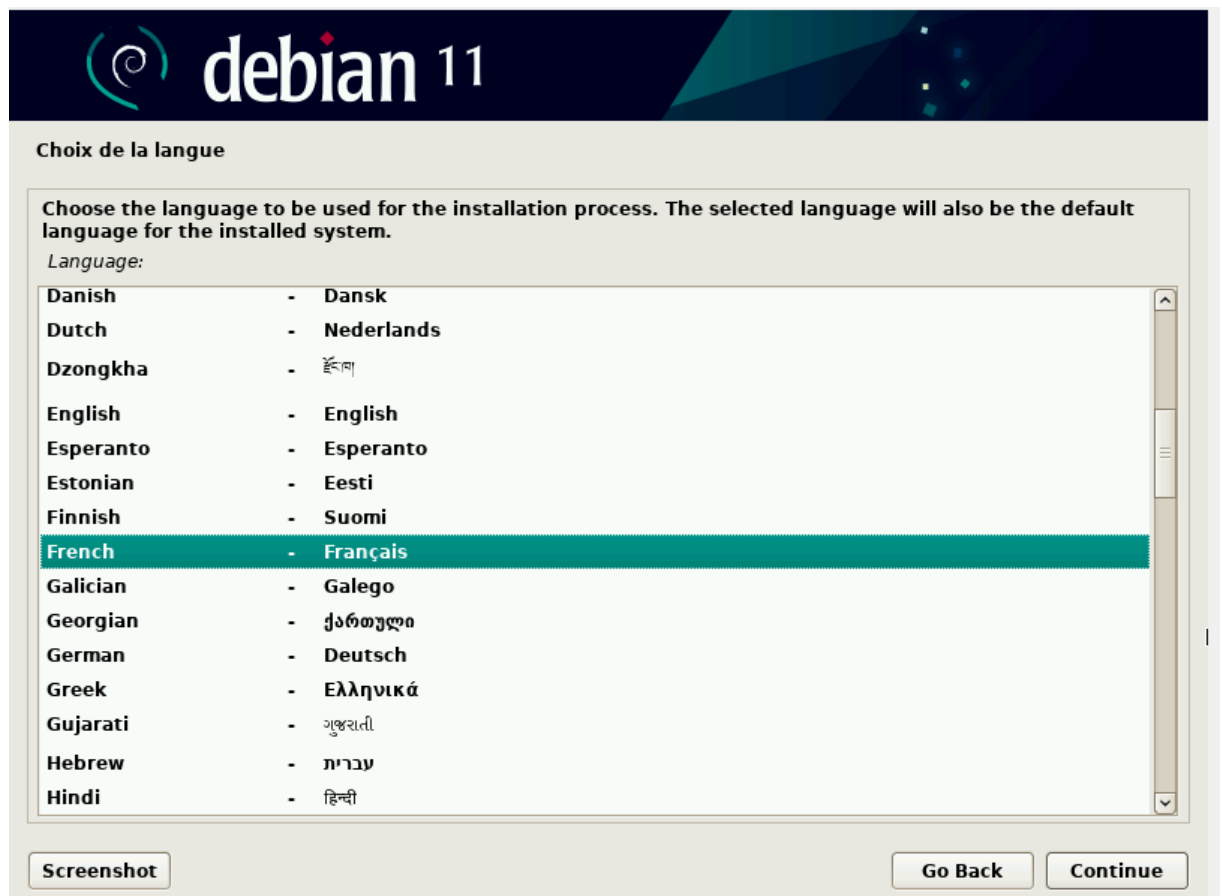 debian 11
Choix de la langue
Choose the language to be used for the installation process. The selected language will also be the default
language for the installed system.
Language:
Danish - Dansk
Dutch - Nederlands
Dzongkha - རྫོང་ཁ།
English - English
Esperanto - Esperanto
Estonian - Eesti
Finnish - Suomi
French - Français
Galician - Galego
Georgian - ქართული
German - Deutsch
Greek - Ελληνικά
Gujarati - ગુજરાતી
Hebrew - עברית
Hindi - हिन्दी
Screenshot Go Back Continue